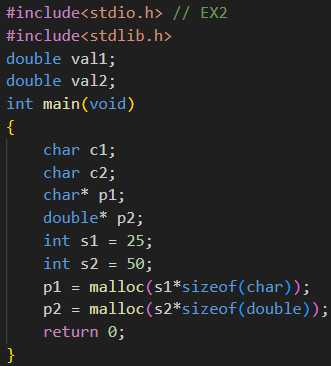 #include<stdio.h> // EX2
#include<stdlib.h>
double val1;
double val2;
int main(void)
{
    char c1;
    char c2;
    char* p1;
    double* p2;
    int s1 = 25;
    int s2 = 50;
    p1 = malloc(s1*sizeof(char));
    p2 = malloc(s2*sizeof(double));
    return 0;
}